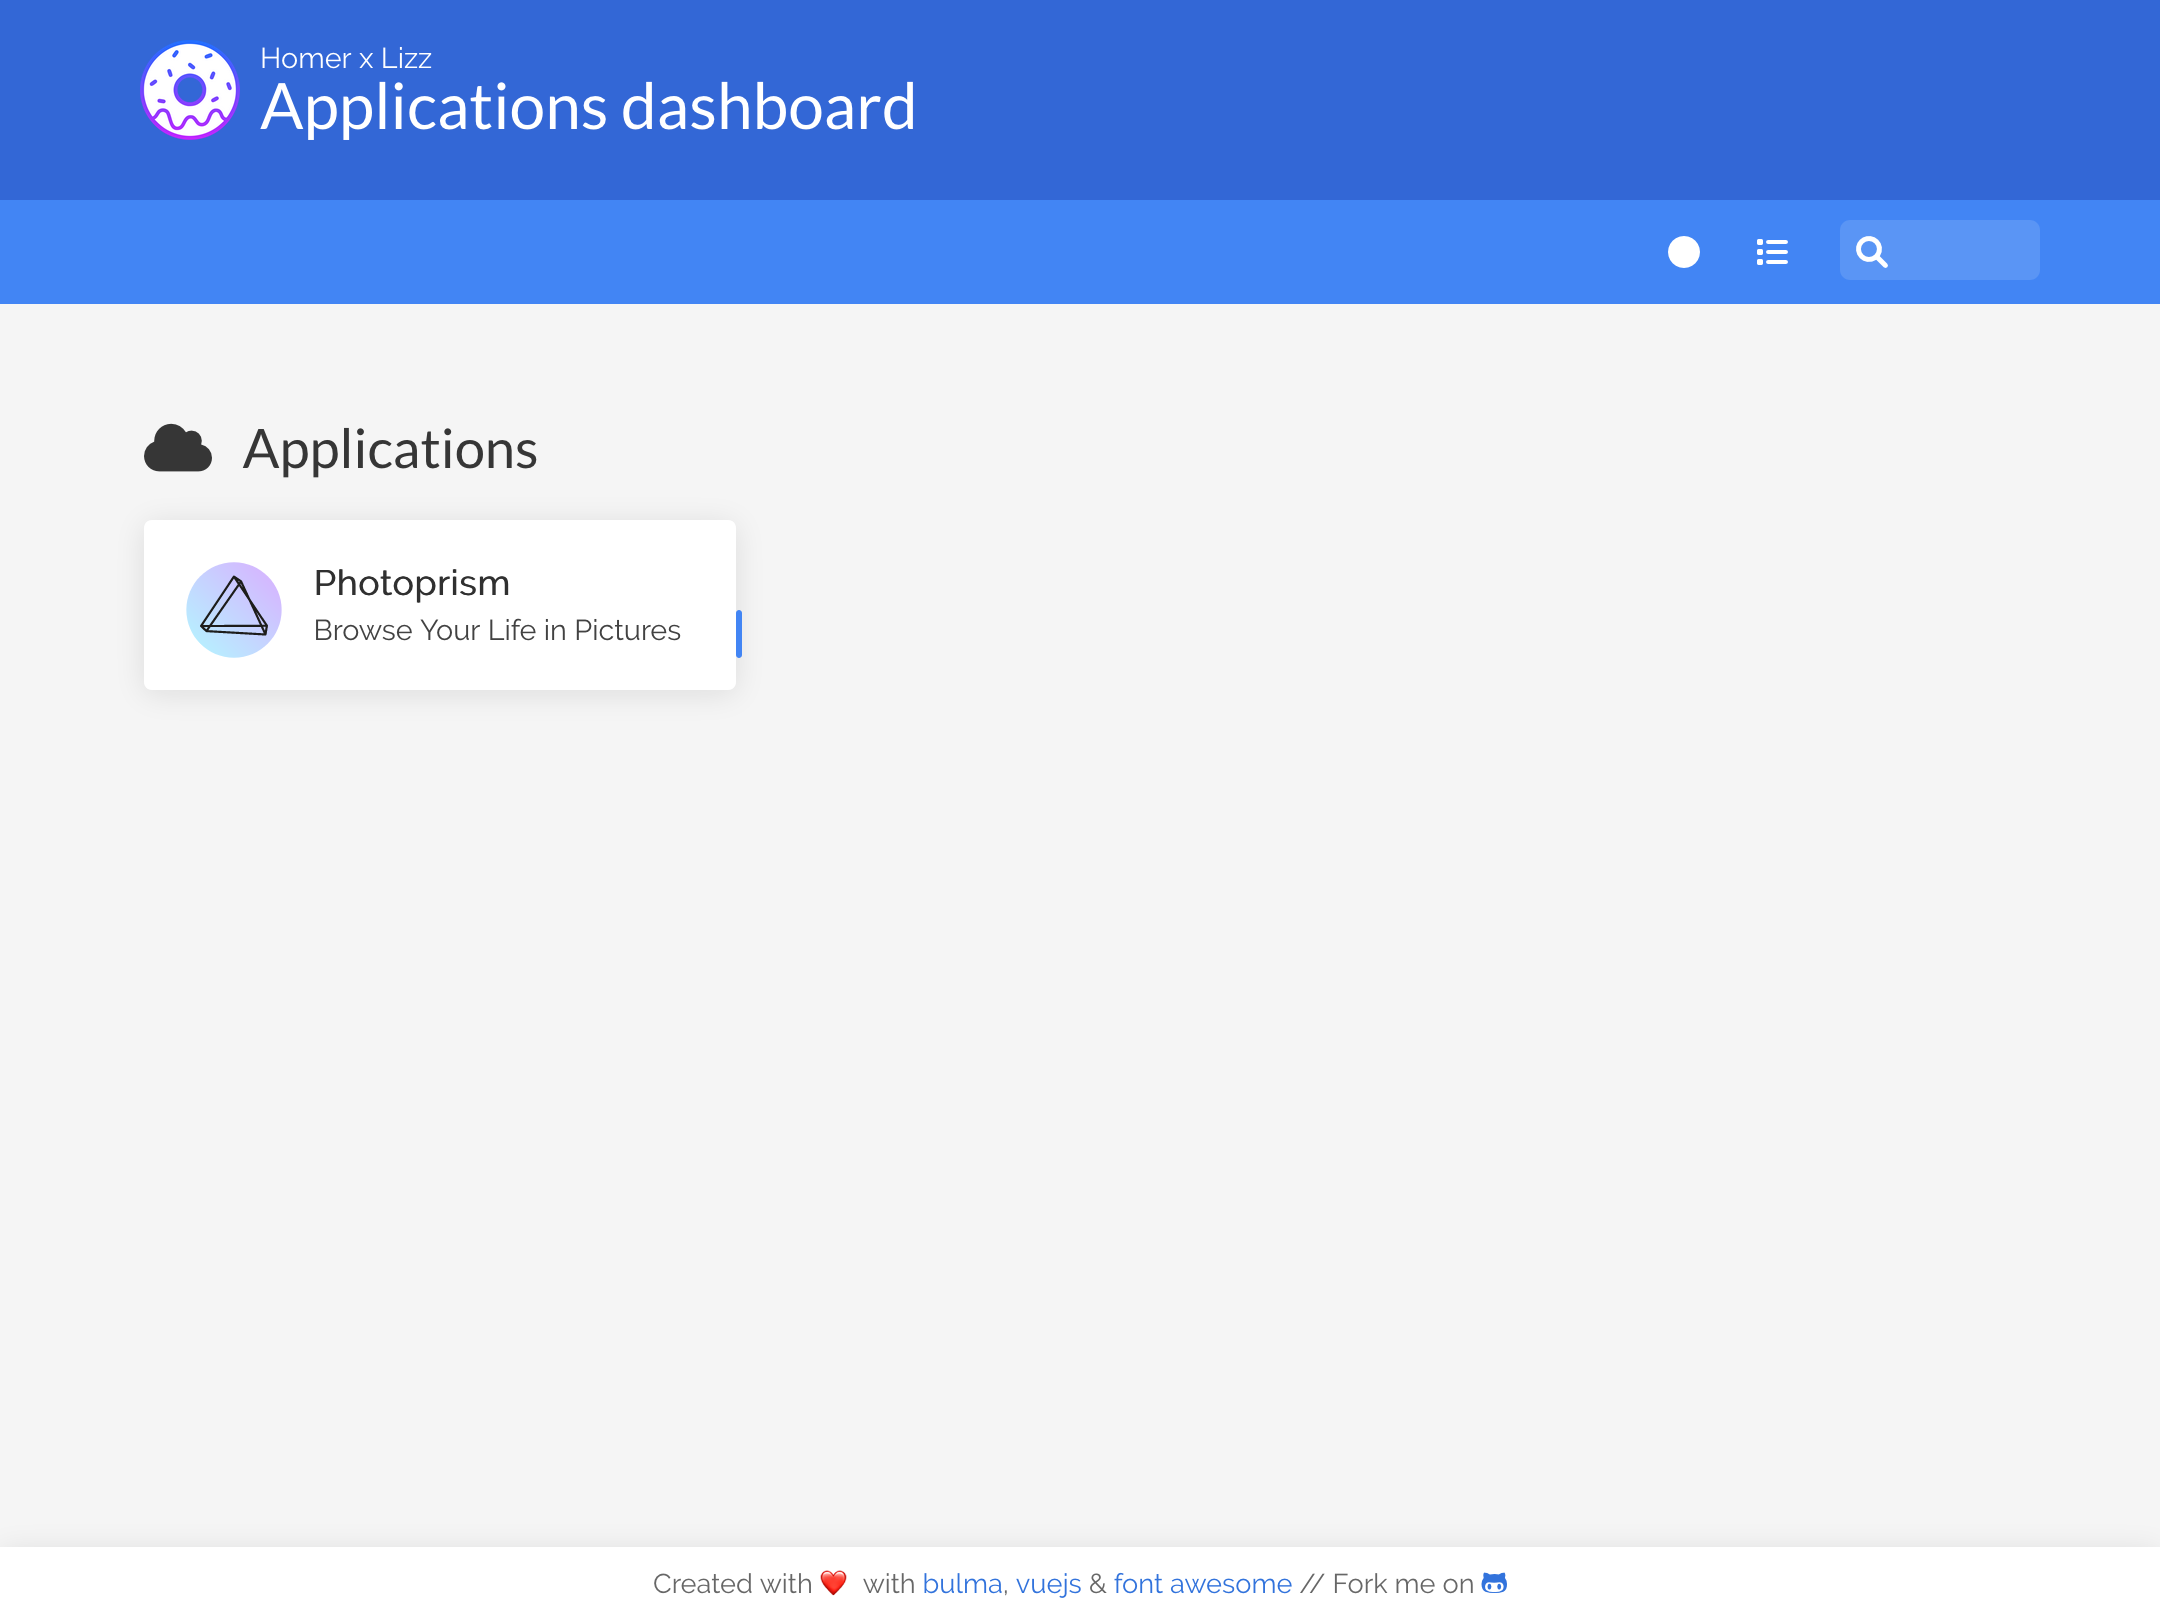 Homer x Lizz
Applications dashboard
Applications
Photoprism
Browse Your Life in Pictures
Created with ❤️ with bulma, vuejs & font awesome // Fork me on